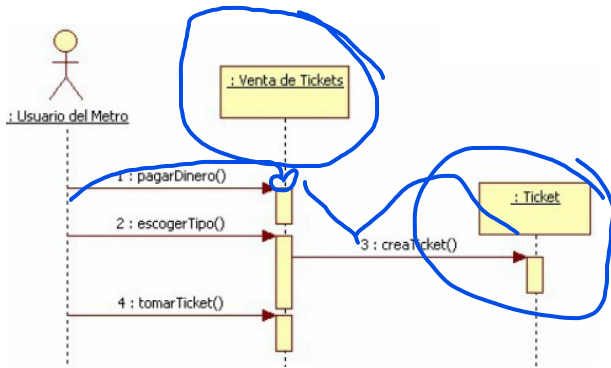 : Venta de Tickets
: Usuario del Metro
1 : pagarDinero()
: Ticket
2 : escogerTipo()
3 : creaTicket()
4 : tomarTicket()